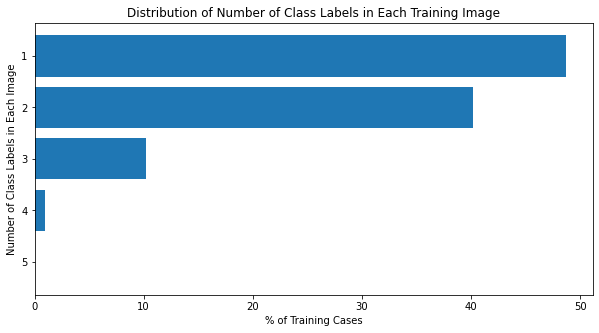 Distribution of Number of Class Labels in Each Training Image
Number of Class Labels in Each Image
1
2
3
4
5
0 10 20 30 40 50
% of Training Cases